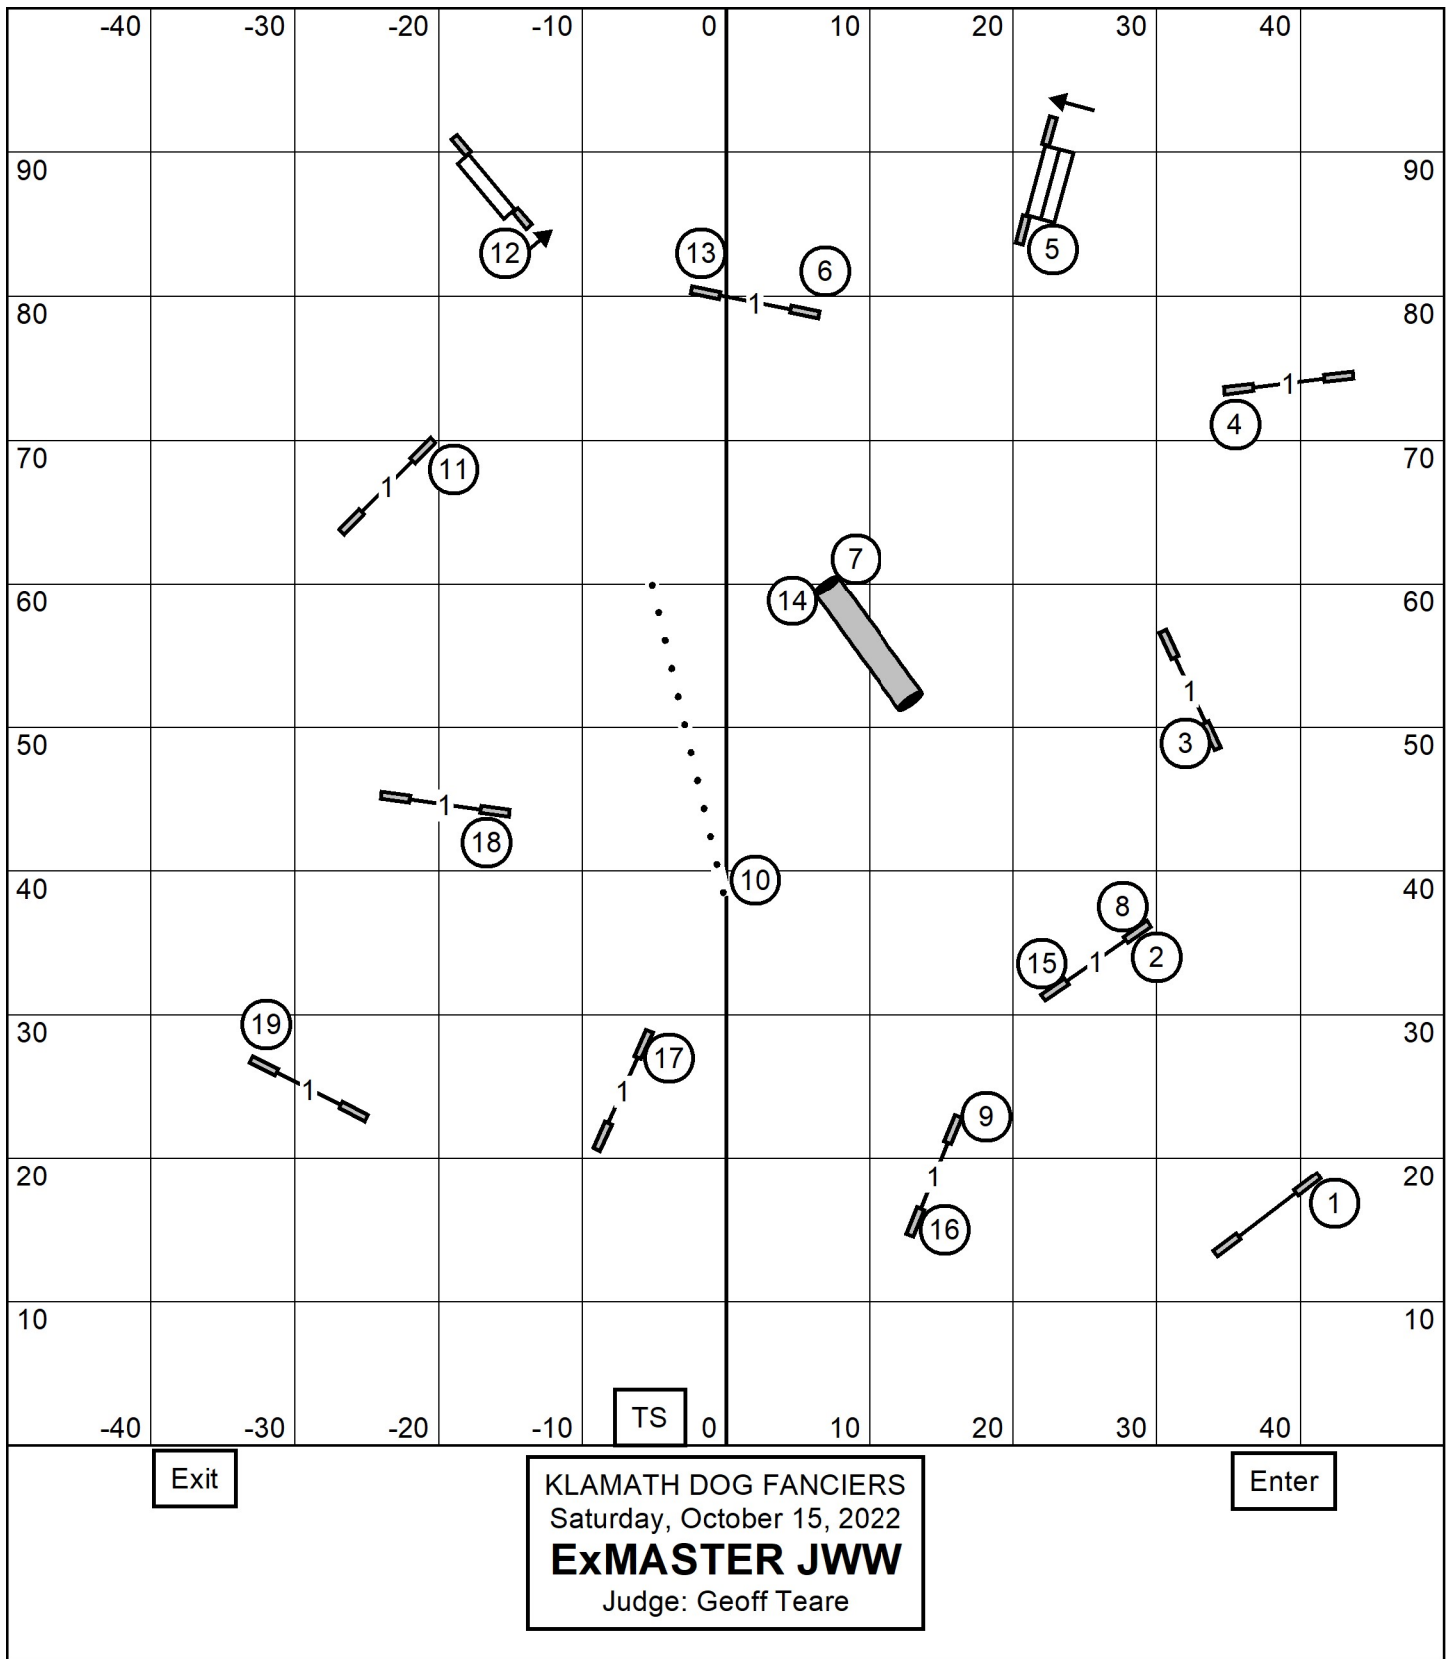 -40 -30 -20 -10 0 10 20 30 40
90 90
12 13 6 5
80 1 80
1
4
70 11 70
1
7
60 14 60
1
50 3 50
1
18
40 10 40
8
15 1 2
30 19 17 30
1 1
9
20 1 20
16 1
10 10
TS
-40 -30 -20 -10 0 10 20 30 40
Exit Enter
KLAMATH DOG FANCIERS
Saturday, October 15, 2022
ExMASTER JWW
Judge: Geoff Teare